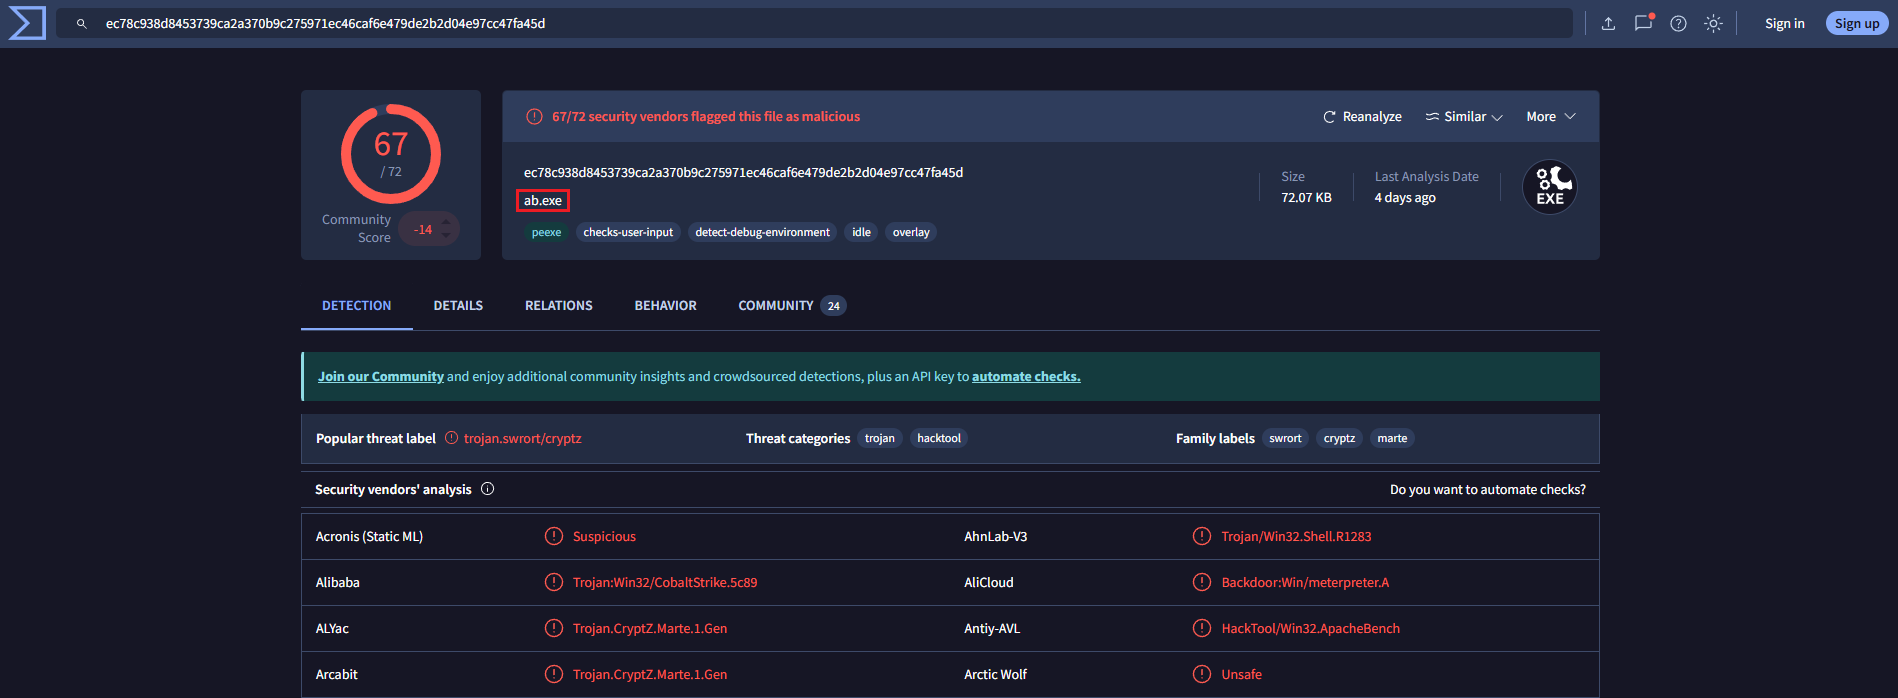 ec78c938d8453739ca2a370b9c275971ec46caf6e479de2b2d04e97cc47fa45d
Sign in
Sign up
67
/ 72
Community
Score
-14
67/72 security vendors flagged this file as malicious
Reanalyze
Similar
More
ec78c938d8453739ca2a370b9c275971ec46caf6e479de2b2d04e97cc47fa45d
ab.exe
peexe
checks-user-input
detect-debug-environment
idle
overlay
Size
72.07 KB
Last Analysis Date
4 days ago
EXE
DETECTION
DETAILS
RELATIONS
BEHAVIOR
COMMUNITY 24
Join our Community and enjoy additional community insights and crowdsourced detections, plus an API key to automate checks.
Popular threat label trojan.swrort/cryptz
Threat categories trojan hacktool
Family labels swrort cryptz marte
Security vendors' analysis
Do you want to automate checks?
Acronis (Static ML) Suspicious
AhnLab-V3 Trojan/Win32.Shell.R1283
Alibaba Trojan:Win32/CobaltStrike.5c89
AliCloud Backdoor:Win/meterpreter.A
ALYac Trojan.CryptZ.Marte.1.Gen
Antiy-AVL HackTool/Win32.ApacheBench
Arcabit Trojan.CryptZ.Marte.1.Gen
Arctic Wolf Unsafe